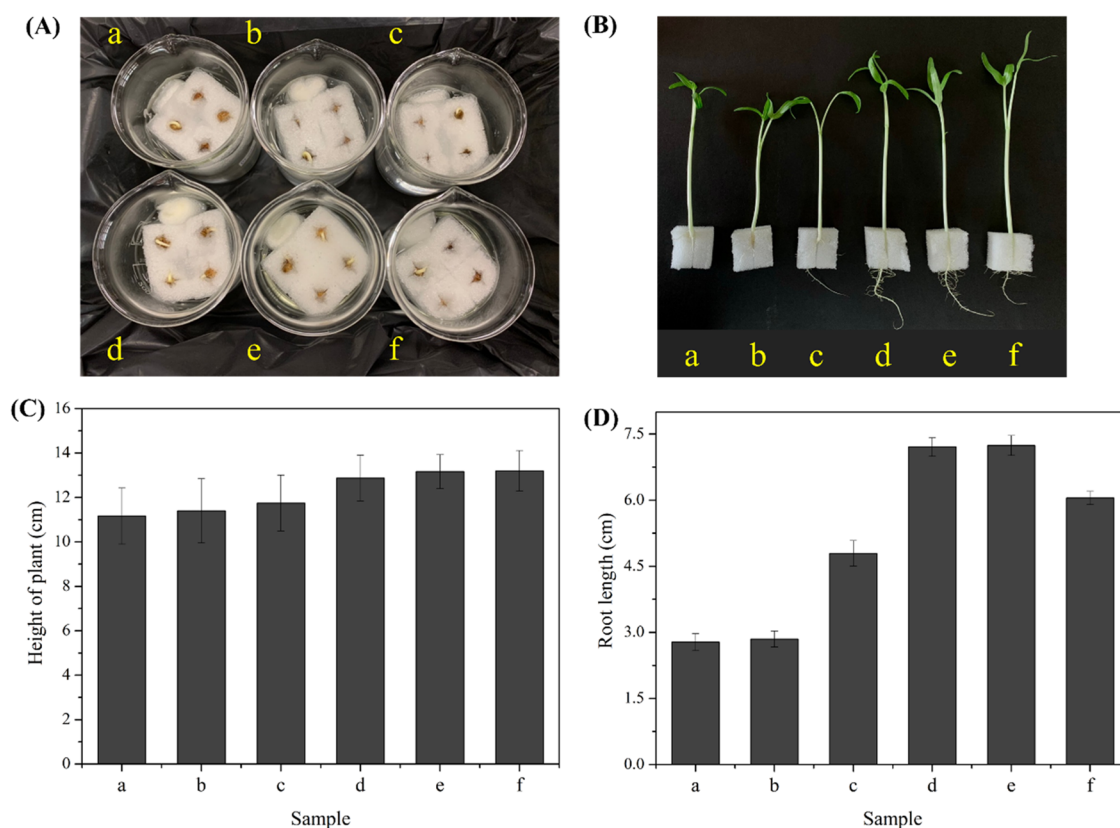 (A)
a b c
d e f
(B)
a b c d e f
(C)
16
14
12
10
8
6
4
2
0
Height of plant (cm)
a b c d e f
Sample
(D)
7.5
6.0
4.5
3.0
1.5
0.0
Root length (cm)
a b c d e f
Sample